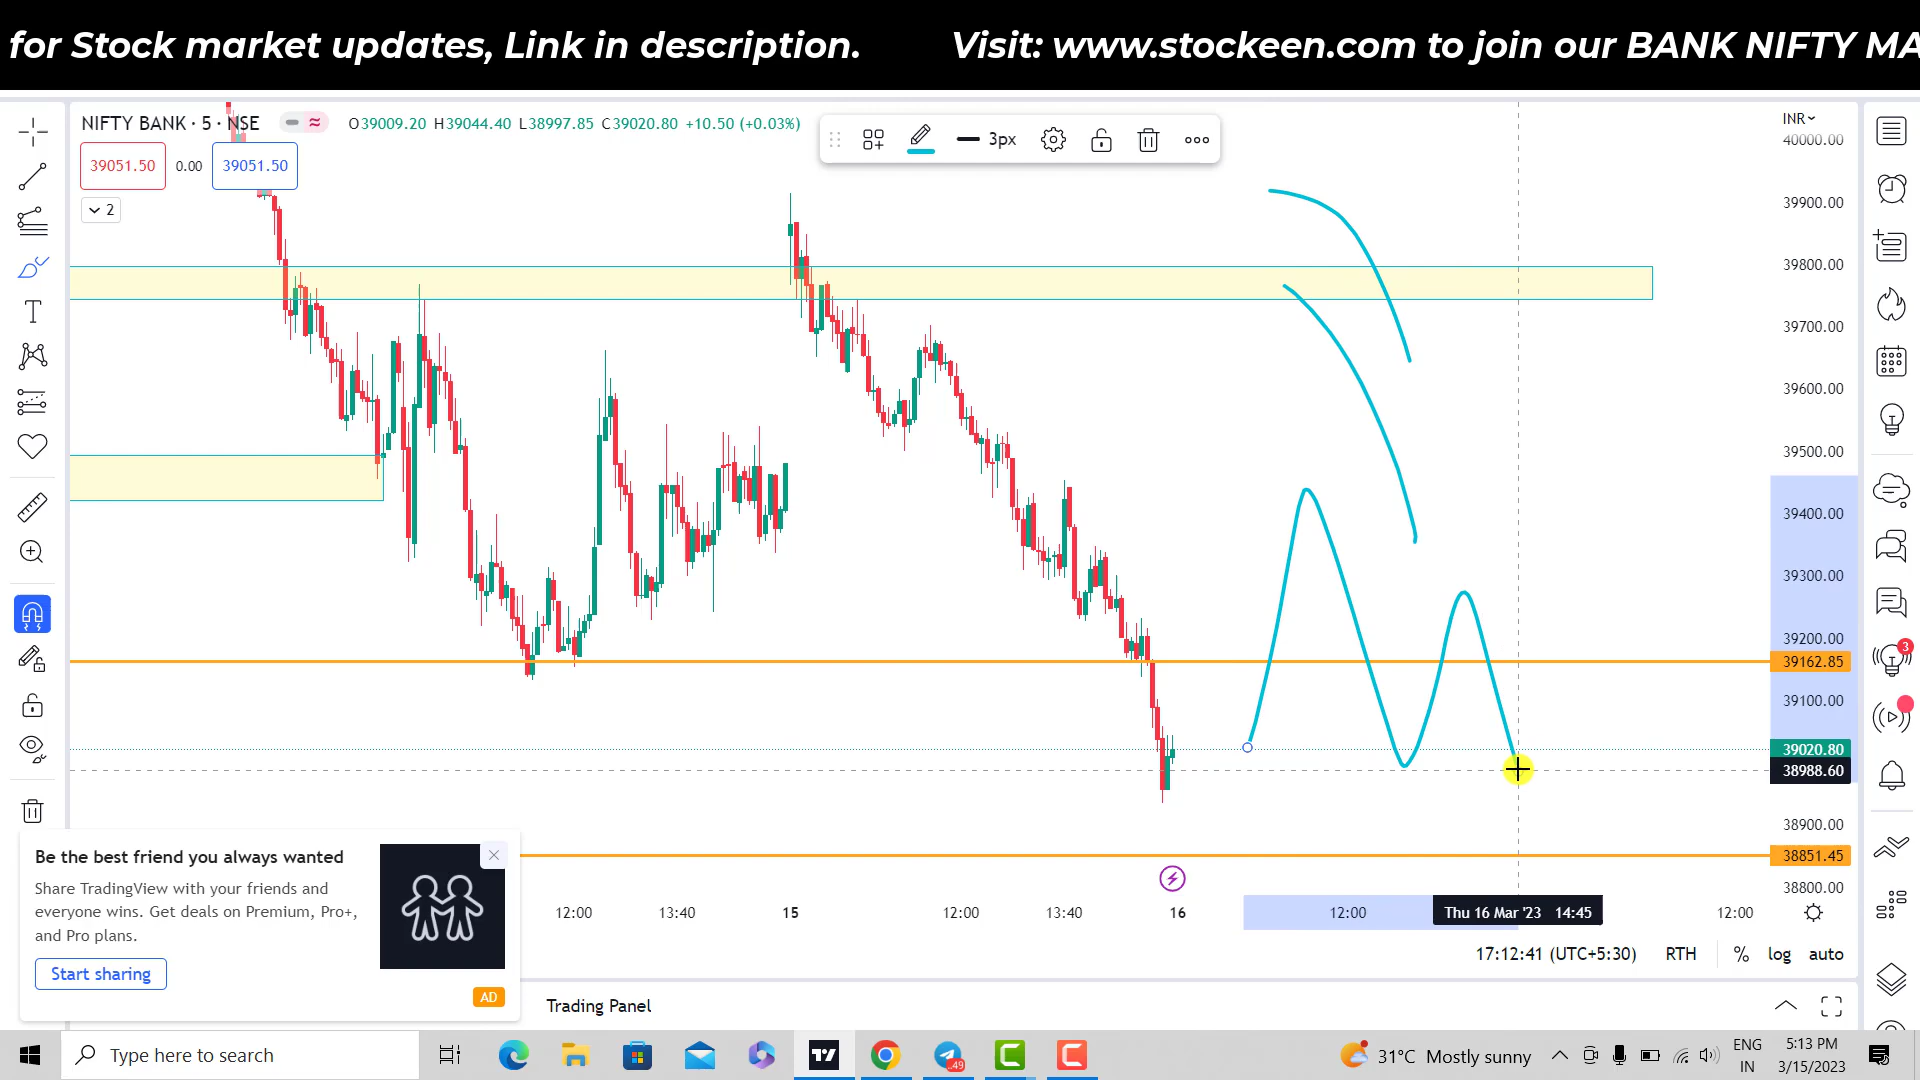 for Stock market updates, Link in description. Visit: www.stockeen.com to join our BANK NIFTY MA
NIFTY BANK · 5 · NSE O39009.20 H39044.40 L38997.85 C39020.80 +10.50 (+0.03%)
39051.50 0.00 39051.50
2
3px
INR
40000.00
39900.00
39800.00
39700.00
39600.00
39500.00
39400.00
39300.00
39200.00
39162.85
39100.00
39020.80
38988.60
38900.00
38851.45
38800.00
3
Be the best friend you always wanted
Share TradingView with your friends and
everyone wins. Get deals on Premium, Pro+,
and Pro plans.
Start sharing
AD
12:00 13:40 15 12:00 13:40 16 12:00 Thu 16 Mar '23 14:45 12:00
17:12:41 (UTC+5:30) RTH % log auto
Trading Panel
Type here to search
49
31°C Mostly sunny
ENG
IN
5:13 PM
3/15/2023